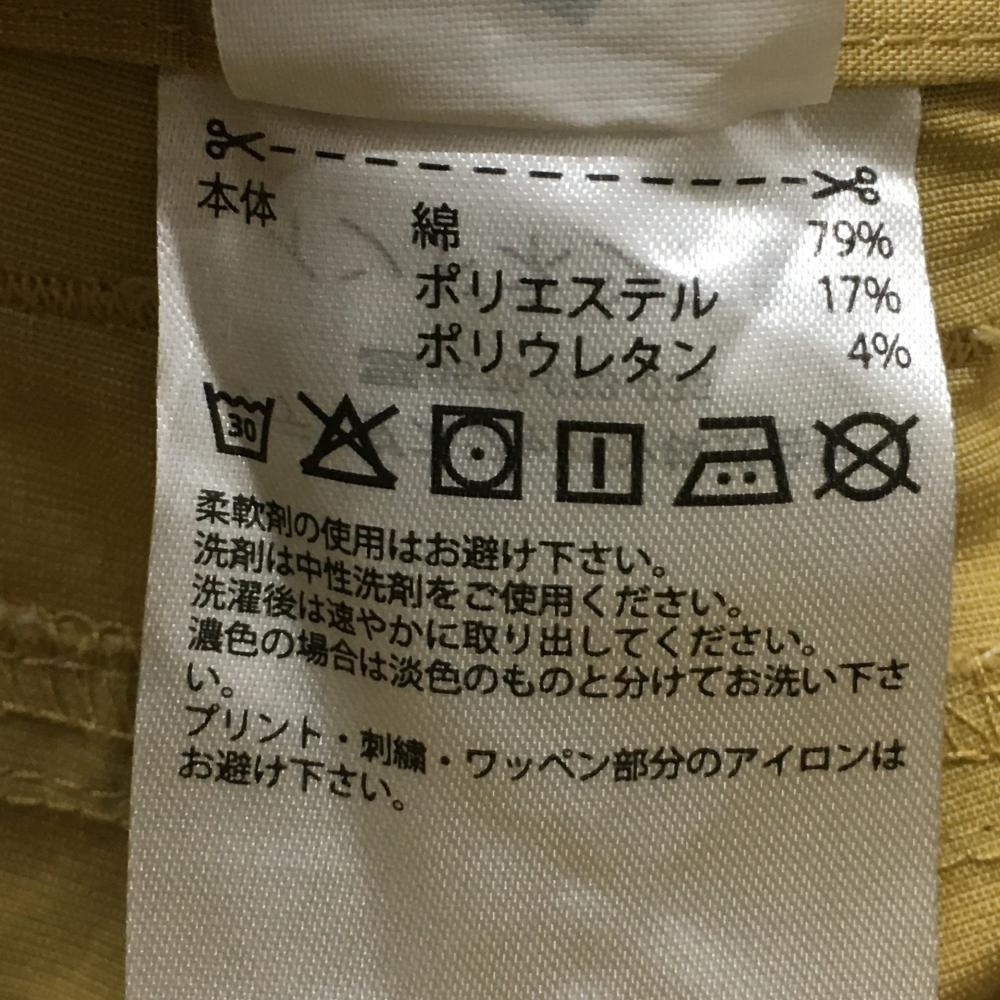 本体 綿 79%
ポリエステル 17%
ポリウレタン 4%
30
柔軟剤の使用はお避け下さい。
洗剤は中性洗剤をご使用ください。
洗濯後は速やかに取り出してください。
濃色の場合は淡色のものと分けてお洗い下さ
い。
プリント・刺繍・ワッペン部分のアイロンは
お避け下さい。